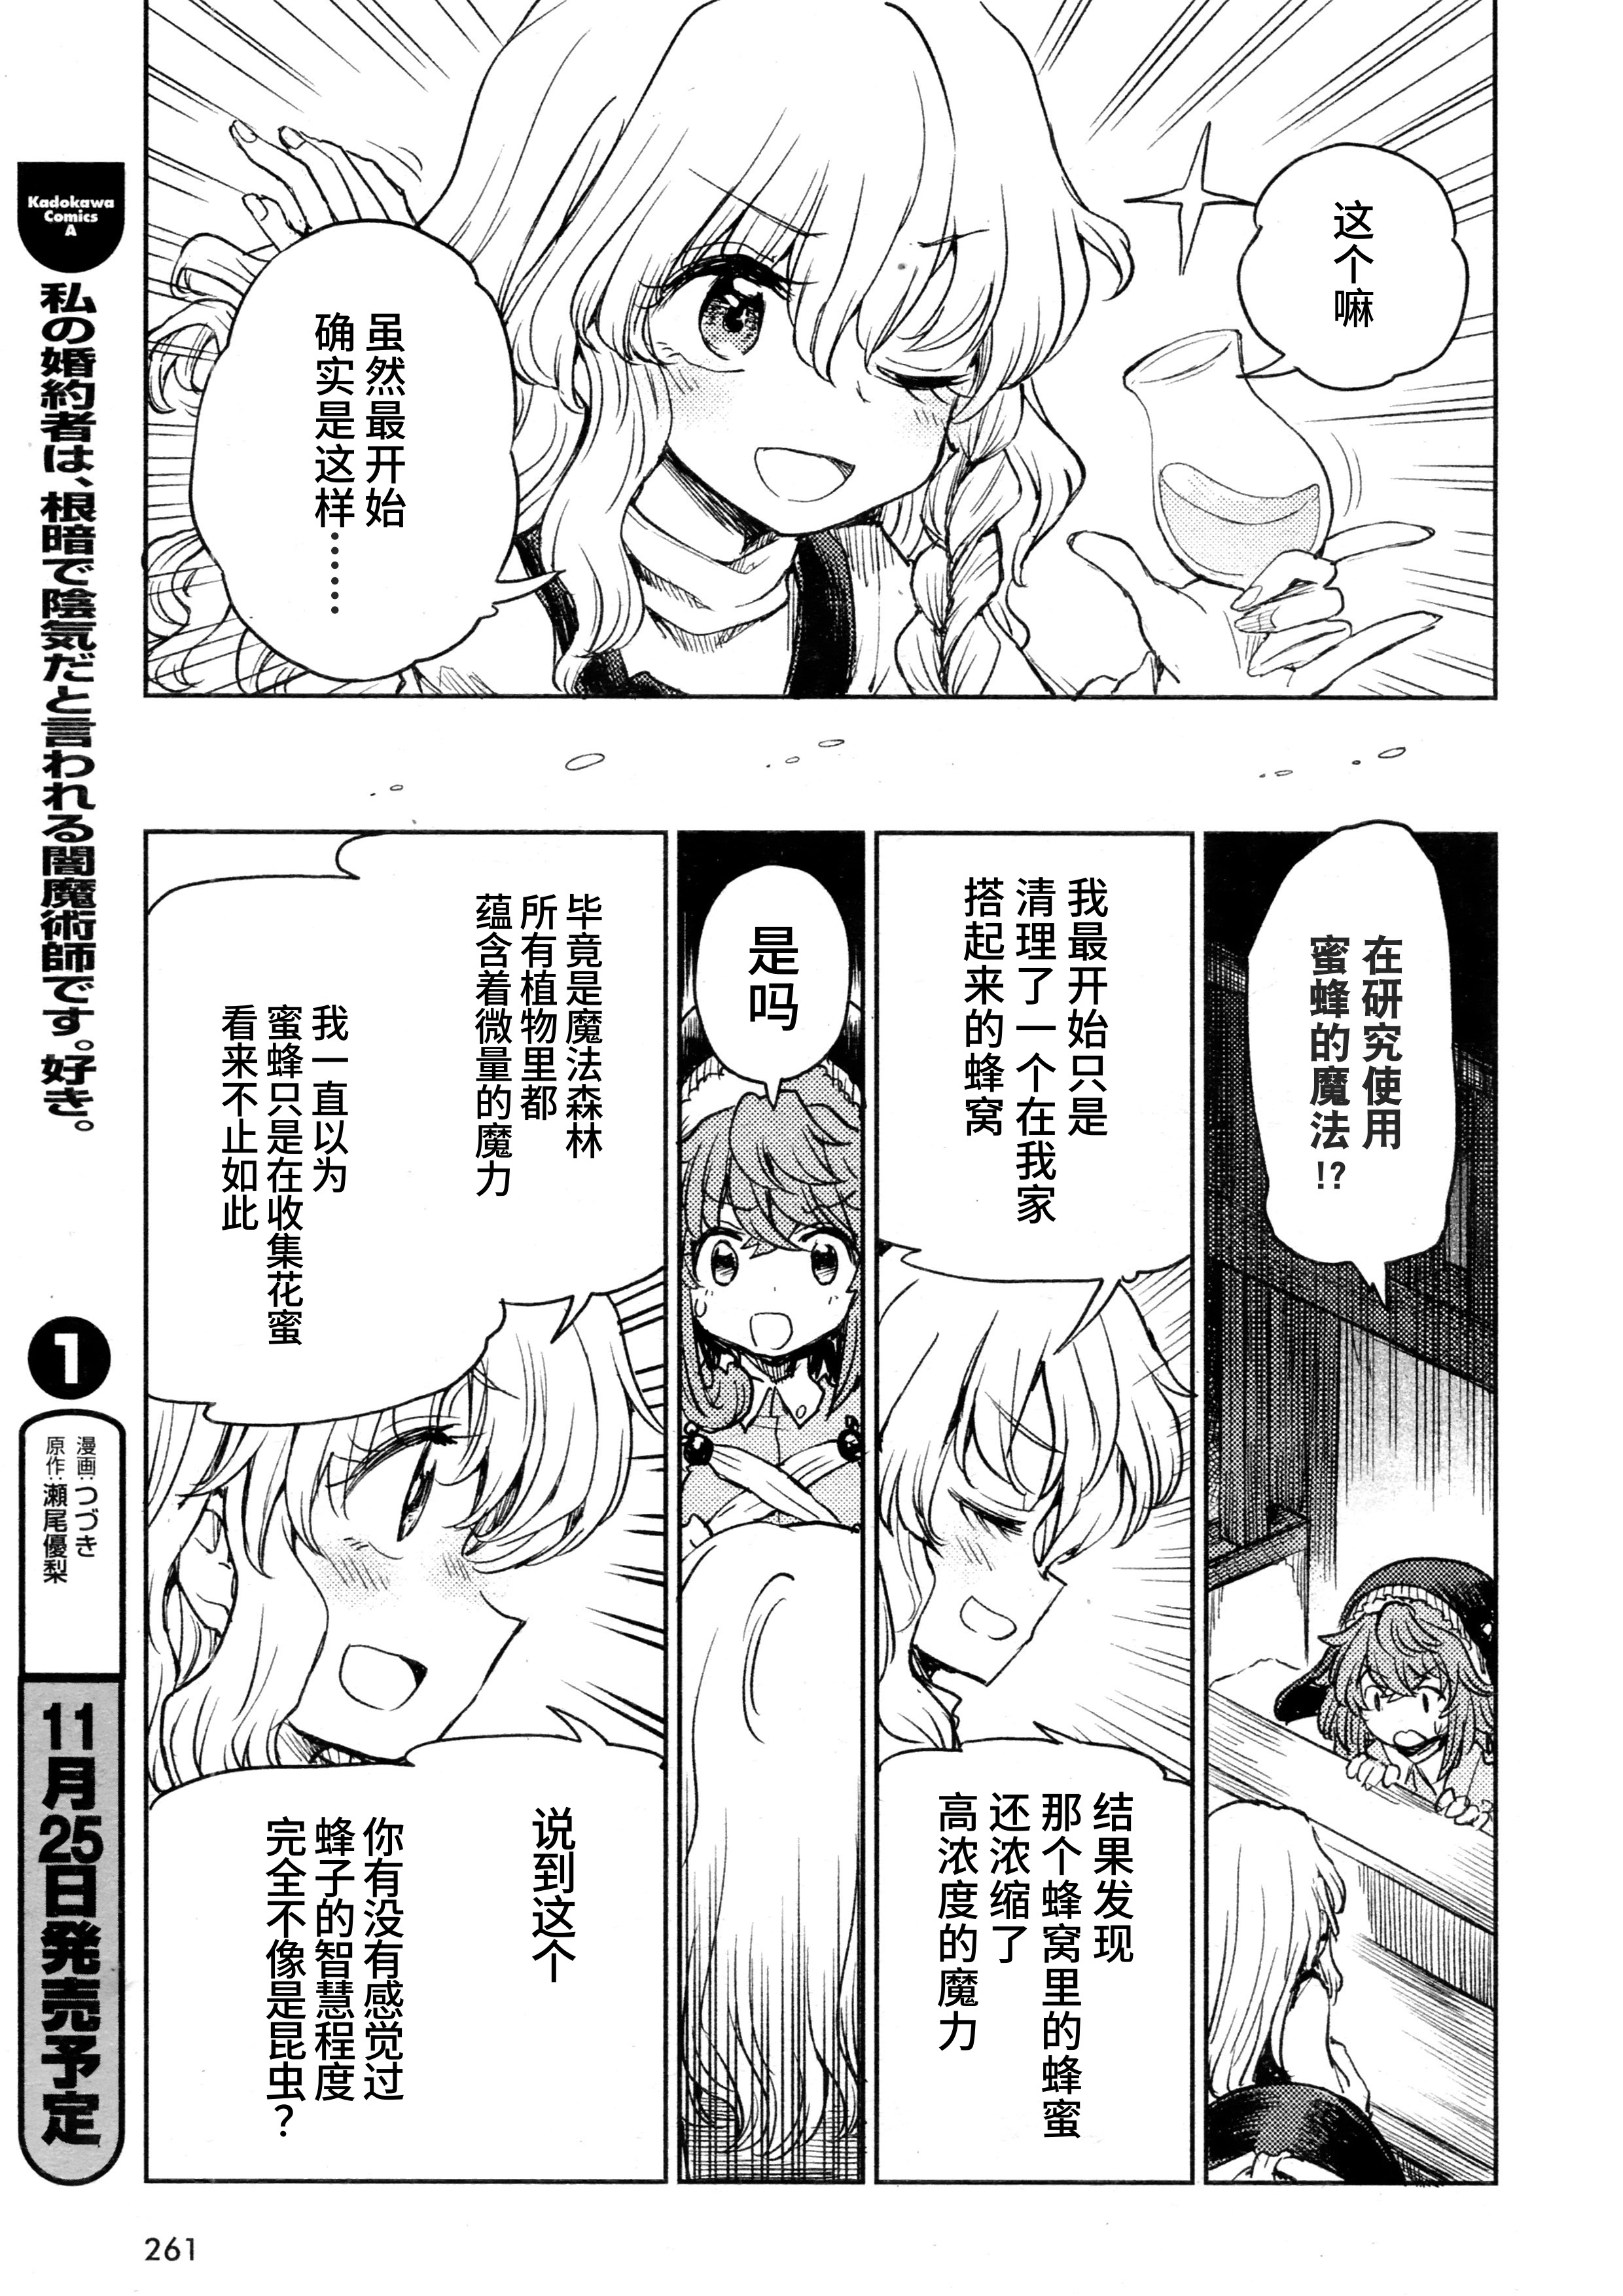 这个嘛
虽然最开始
确实是这样……
在研究使用
蜜蜂的魔法!?
我最开始只是
清理了一个在我家
搭起来的蜂窝
结果发现
那个蜂窝里的蜂蜜
还浓缩了
高浓度的魔力
是吗
毕竟是魔法森林
所有植物里都
蕴含着微量的魔力
我一直以为
蜜蜂只是在收集花蜜
看来不止如此
说到这个
你有没有感觉过
蜂子的智慧程度
完全不像是昆虫？
Kadokawa
Comics
A
私の婚約者は、根暗で陰気だと言われる闇魔術師です。好き。
1
漫画:つづき
原作:瀬尾優梨
11月25日発売予定
261